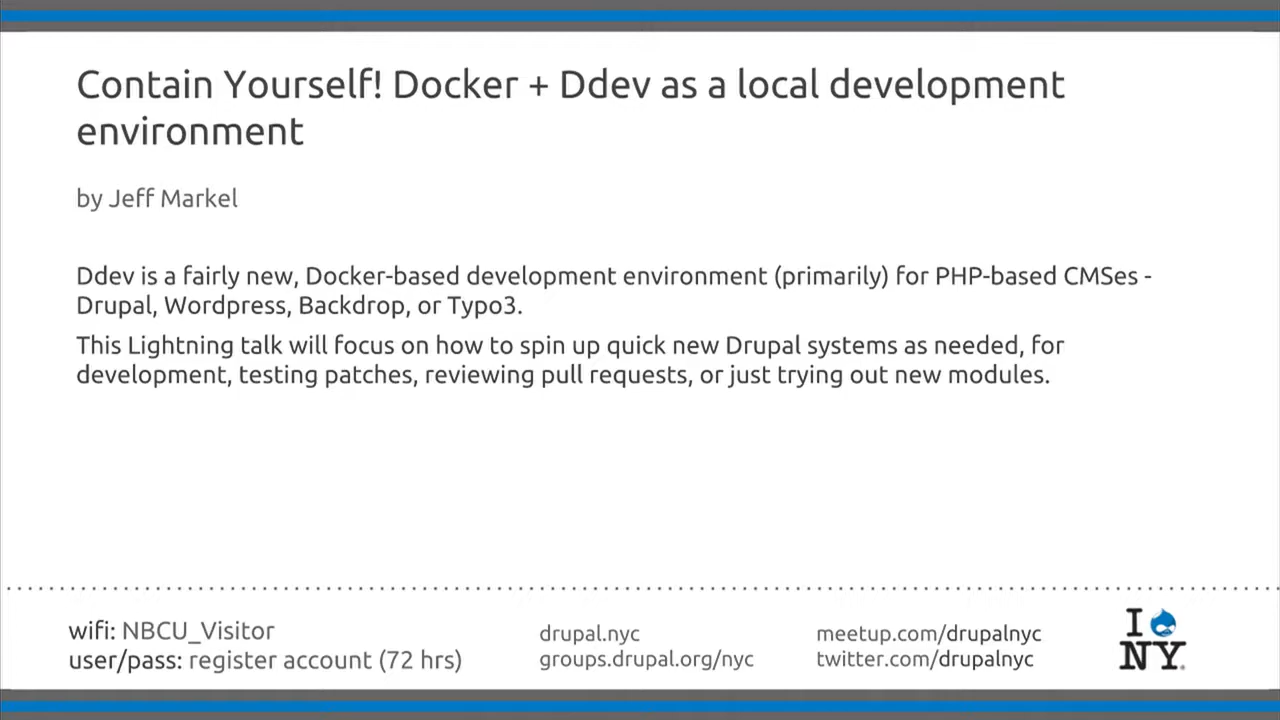 Contain Yourself! Docker + Ddev as a local development
environment
by Jeff Markel
Ddev is a fairly new, Docker-based development environment (primarily) for PHP-based CMSes -
Drupal, Wordpress, Backdrop, or Typo3.
This Lightning talk will focus on how to spin up quick new Drupal systems as needed, for
development, testing patches, reviewing pull requests, or just trying out new modules.
wifi: NBCU_Visitor
user/pass: register account (72 hrs)
drupal.nyc
groups.drupal.org/nyc
meetup.com/drupalnyc
twitter.com/drupalnyc
I
NY